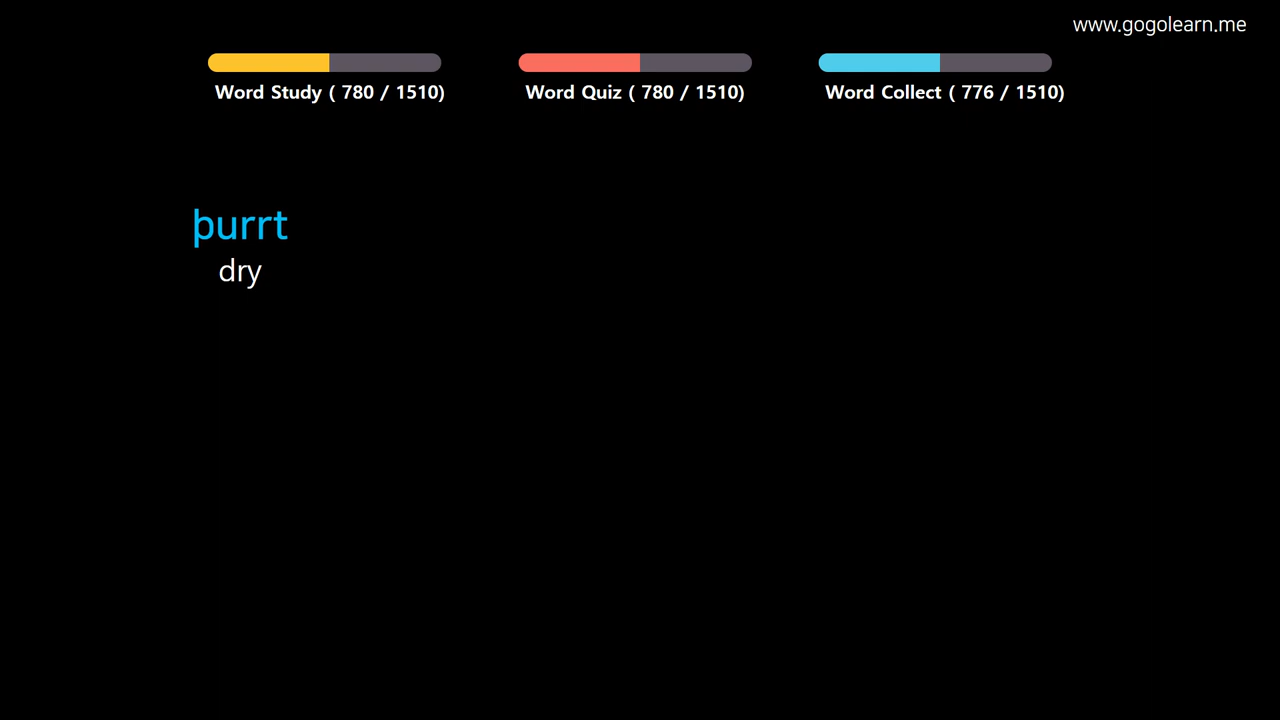 www.gogolearn.me
Word Study ( 780 / 1510)
Word Quiz ( 780 / 1510)
Word Collect ( 776 / 1510)
þurrt
dry